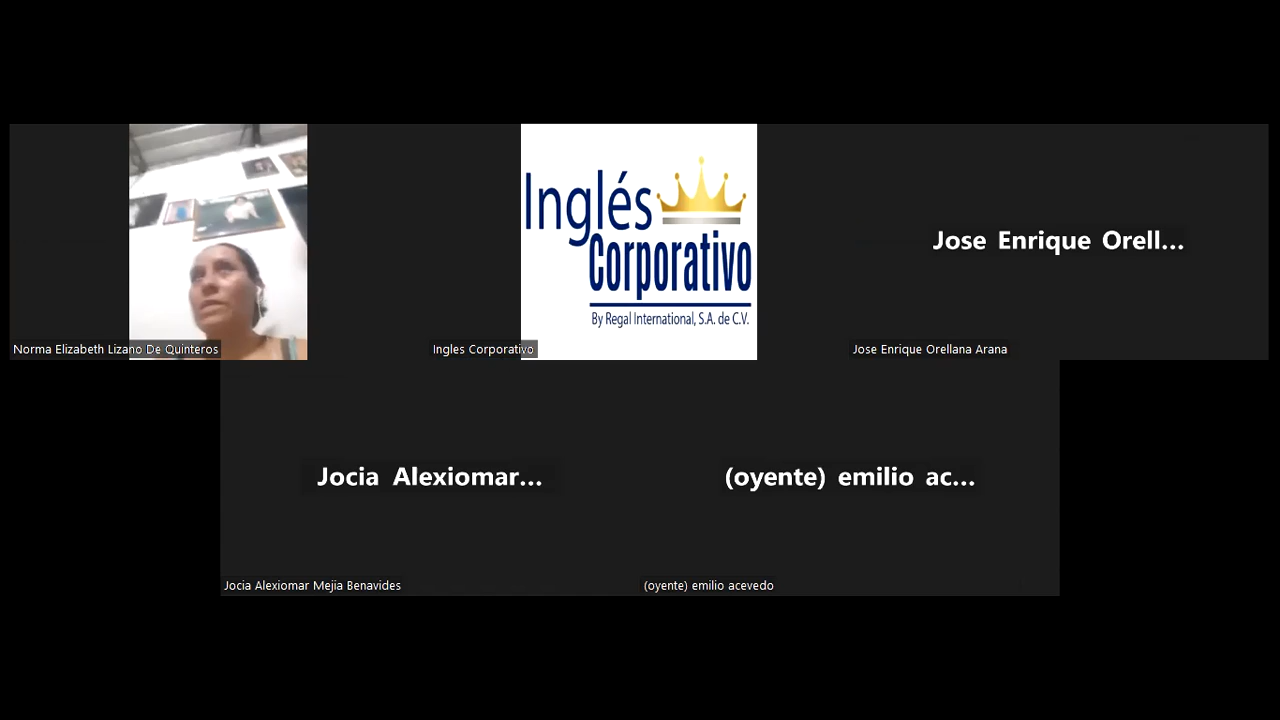 Inglés
Corporativo
By Regal International, S.A. de C.V.
Jose Enrique Orell...
Norma Elizabeth Lizano De Quinteros
Ingles Corporativo
Jose Enrique Orellana Arana
Jocia Alexiomar...
(oyente) emilio ac...
Jocia Alexiomar Mejia Benavides
(oyente) emilio acevedo